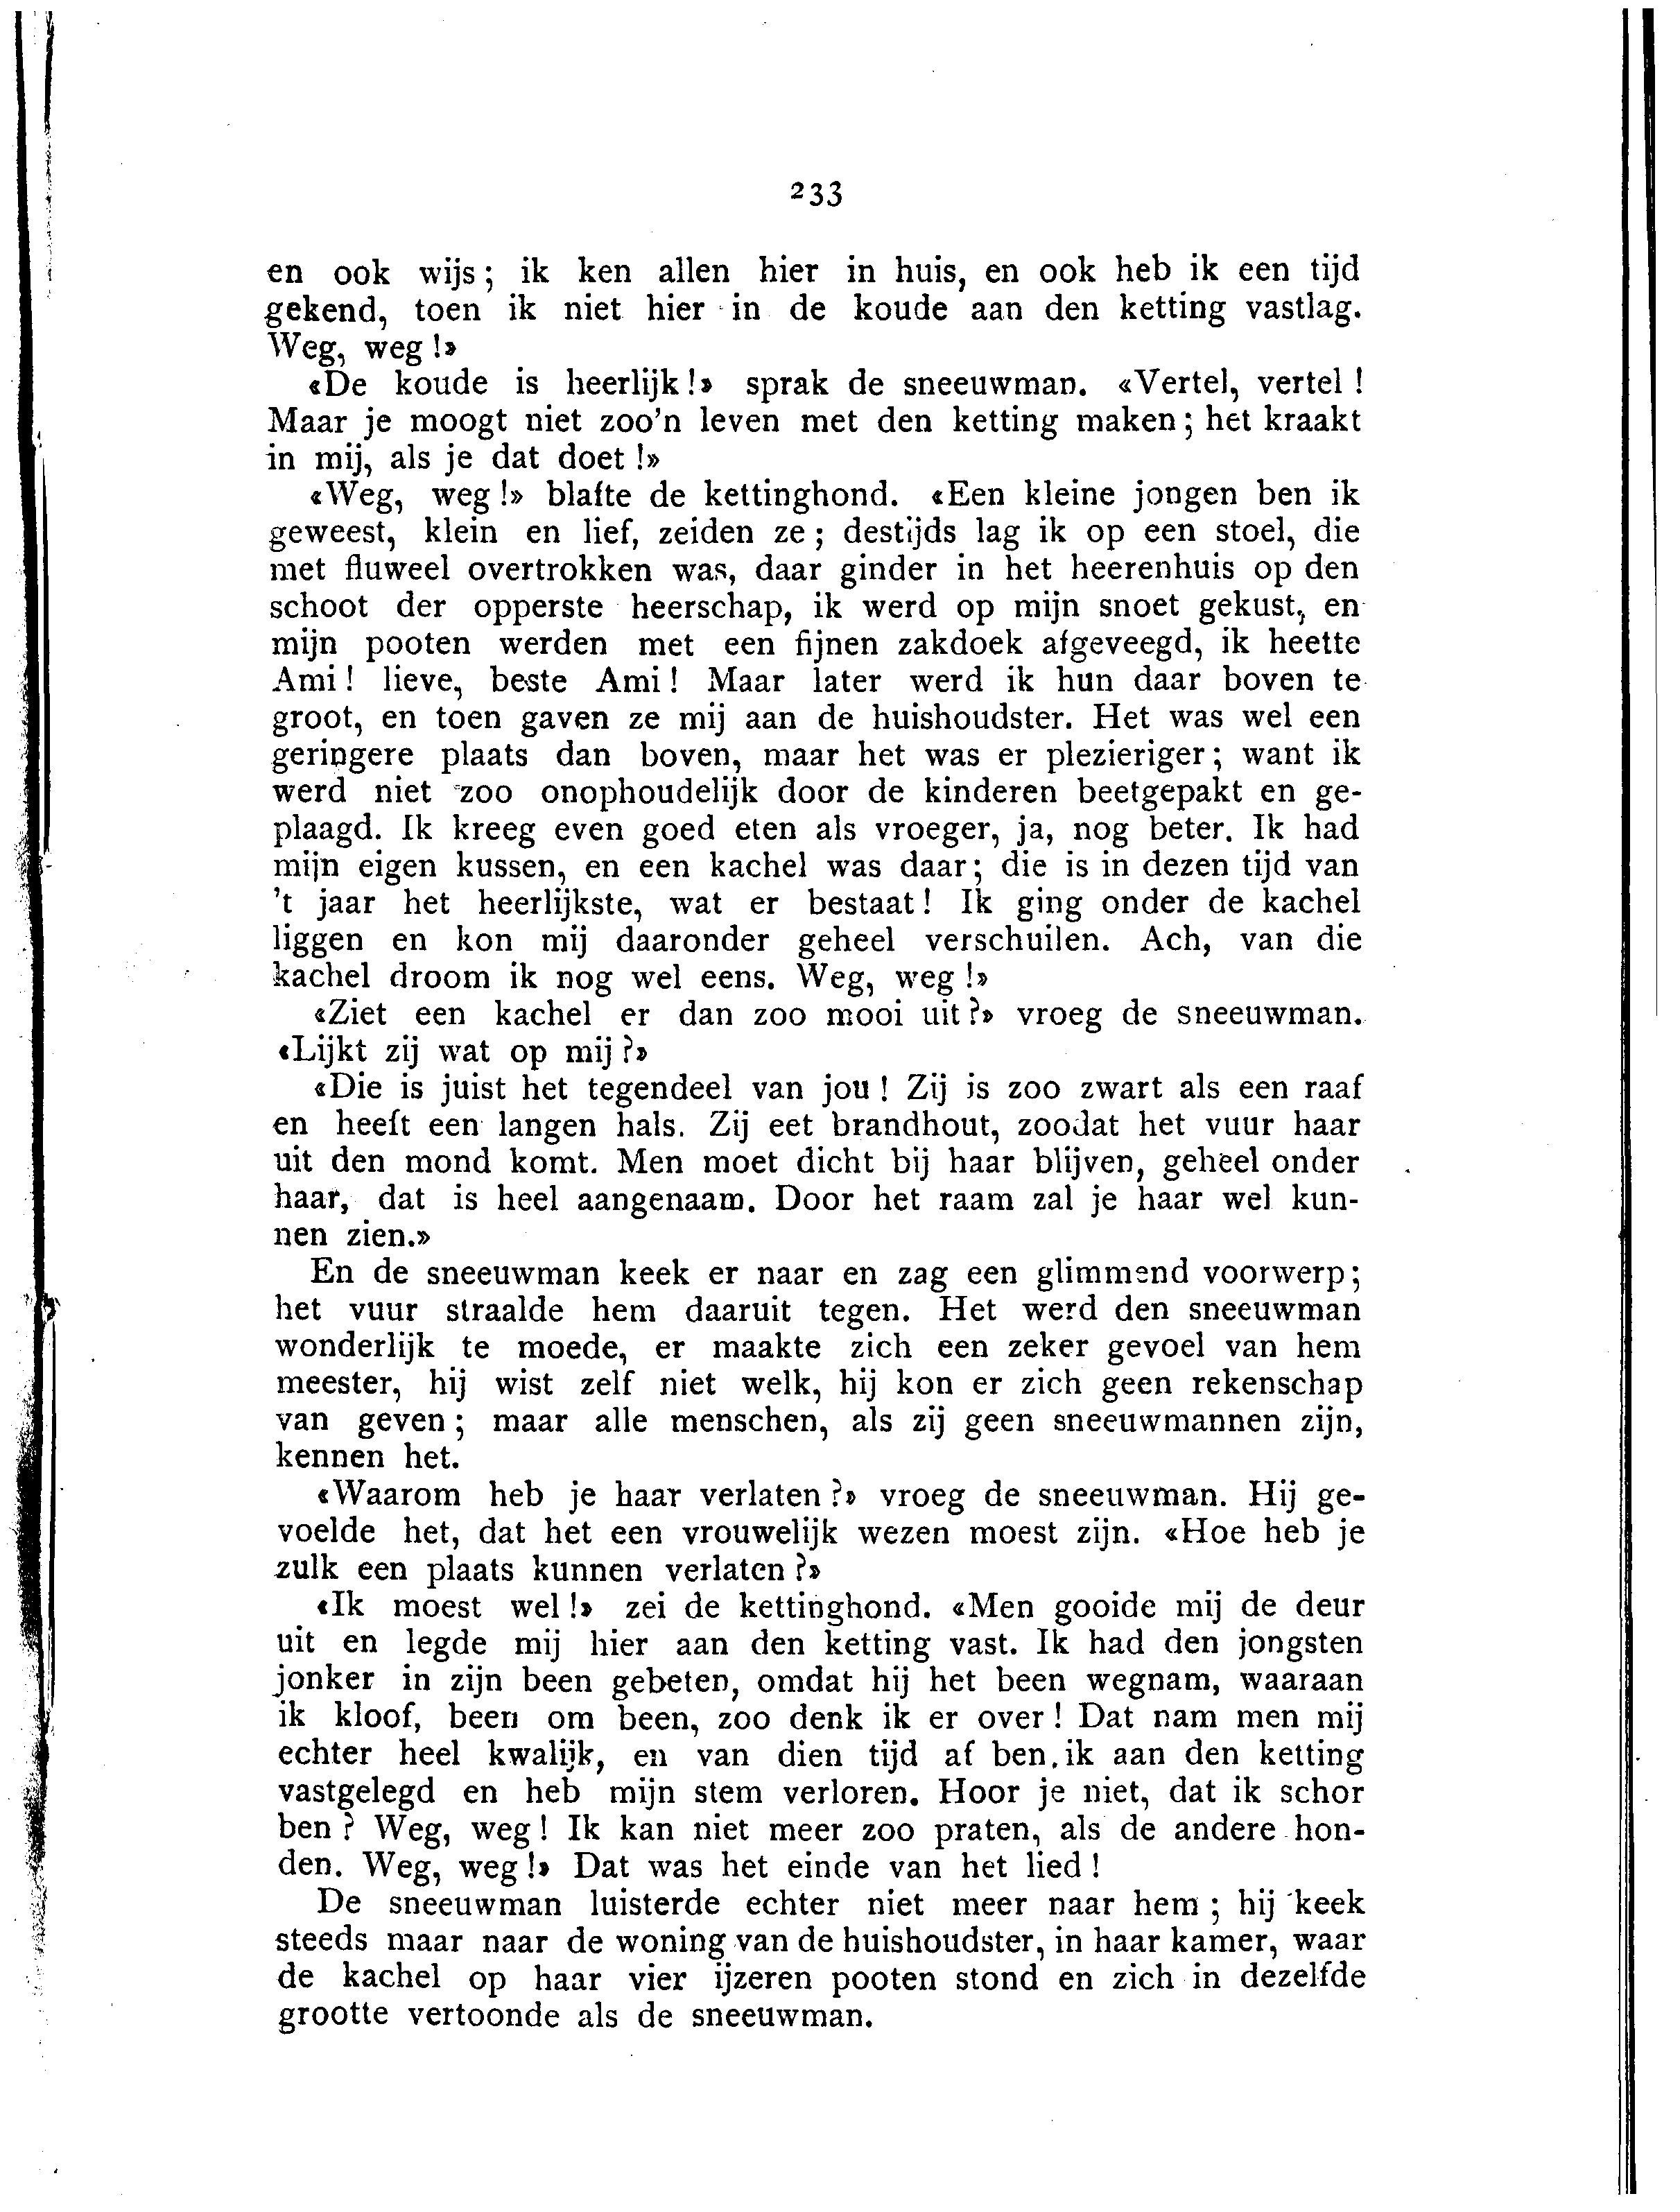 233
en ook wijs; ik ken allen hier in huis, en ook heb ik een tijd
gekend, toen ik niet hier in de koude aan den ketting vastlag.
Weg, weg!»
«De koude is heerlijk!» sprak de sneeuwman. «Vertel, vertel!
Maar je moogt niet zoo'n leven met den ketting maken; het kraakt
in mij, als je dat doet!»
«Weg, weg!» blafte de kettinghond. «Een kleine jongen ben ik
geweest, klein en lief, zeiden ze; destijds lag ik op een stoel, die
met fluweel overtrokken was, daar ginder in het heerenhuis op den
schoot der opperste heerschap, ik werd op mijn snoet gekust, en
mijn pooten werden met een fijnen zakdoek afgeveegd, ik heette
Ami! lieve, beste Ami! Maar later werd ik hun daar boven te
groot, en toen gaven ze mij aan de huishoudster. Het was wel een
geringere plaats dan boven, maar het was er plezieriger; want ik
werd niet zoo onophoudelijk door de kinderen beetgepakt en ge-
plaagd. Ik kreeg even goed eten als vroeger, ja, nog beter. Ik had
mijn eigen kussen, en een kachel was daar; die is in dezen tijd van
't jaar het heerlijkste, wat er bestaat! Ik ging onder de kachel
liggen en kon mij daaronder geheel verschuilen. Ach, van die
kachel droom ik nog wel eens. Weg, weg!»
«Ziet een kachel er dan zoo mooi uit?» vroeg de sneeuwman.
«Lijkt zij wat op mij?»
«Die is juist het tegendeel van jou! Zij is zoo zwart als een raaf
en heeft een langen hals. Zij eet brandhout, zoodat het vuur haar
uit den mond komt. Men moet dicht bij haar blijven, geheel onder
haar, dat is heel aangenaam. Door het raam zal je haar wel kun-
nen zien.»
En de sneeuwman keek er naar en zag een glimmend voorwerp;
het vuur straalde hem daaruit tegen. Het werd den sneeuwman
wonderlijk te moede, er maakte zich een zeker gevoel van hem
meester, hij wist zelf niet welk, hij kon er zich geen rekenschap
van geven; maar alle menschen, als zij geen sneeuwmannen zijn,
kennen het.
«Waarom heb je haar verlaten?» vroeg de sneeuwman. Hij ge-
voelde het, dat het een vrouwelijk wezen moest zijn. «Hoe heb je
zulk een plaats kunnen verlaten?»
«Ik moest wel!» zei de kettinghond. «Men gooide mij de deur
uit en legde mij hier aan den ketting vast. Ik had den jongsten
jonker in zijn been gebeten, omdat hij het been wegnam, waaraan
ik kloof, been om been, zoo denk ik er over! Dat nam men mij
echter heel kwalijk, en van dien tijd af ben ik aan den ketting
vastgelegd en heb mijn stem verloren. Hoor je niet, dat ik schor
ben? Weg, weg! Ik kan niet meer zoo praten, als de andere hon-
den. Weg, weg!» Dat was het einde van het lied!
De sneeuwman luisterde echter niet meer naar hem; hij keek
steeds maar naar de woning van de huishoudster, in haar kamer, waar
de kachel op haar vier ijzeren pooten stond en zich in dezelfde
grootte vertoonde als de sneeuwman.